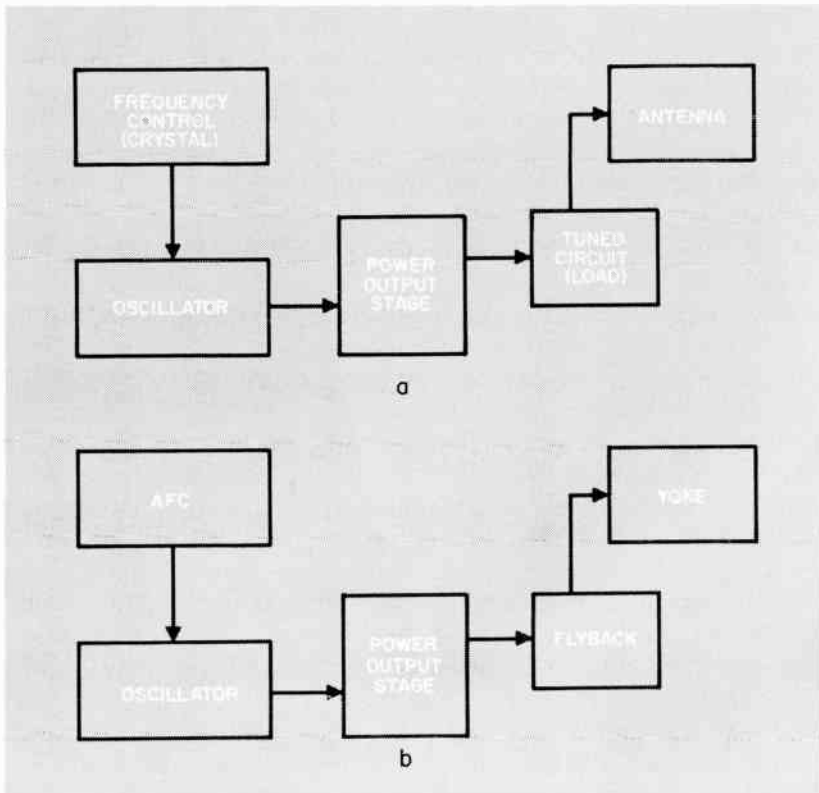 FREQUENCY
CONTROL
(CRYSTAL)
ANTENNA
OSCILLATOR
POWER
OUTPUT
STAGE
TUNED
CIRCUIT
(LOAD)
a
AFC
YOKE
OSCILLATOR
POWER
OUTPUT
STAGE
FLYBACK
b